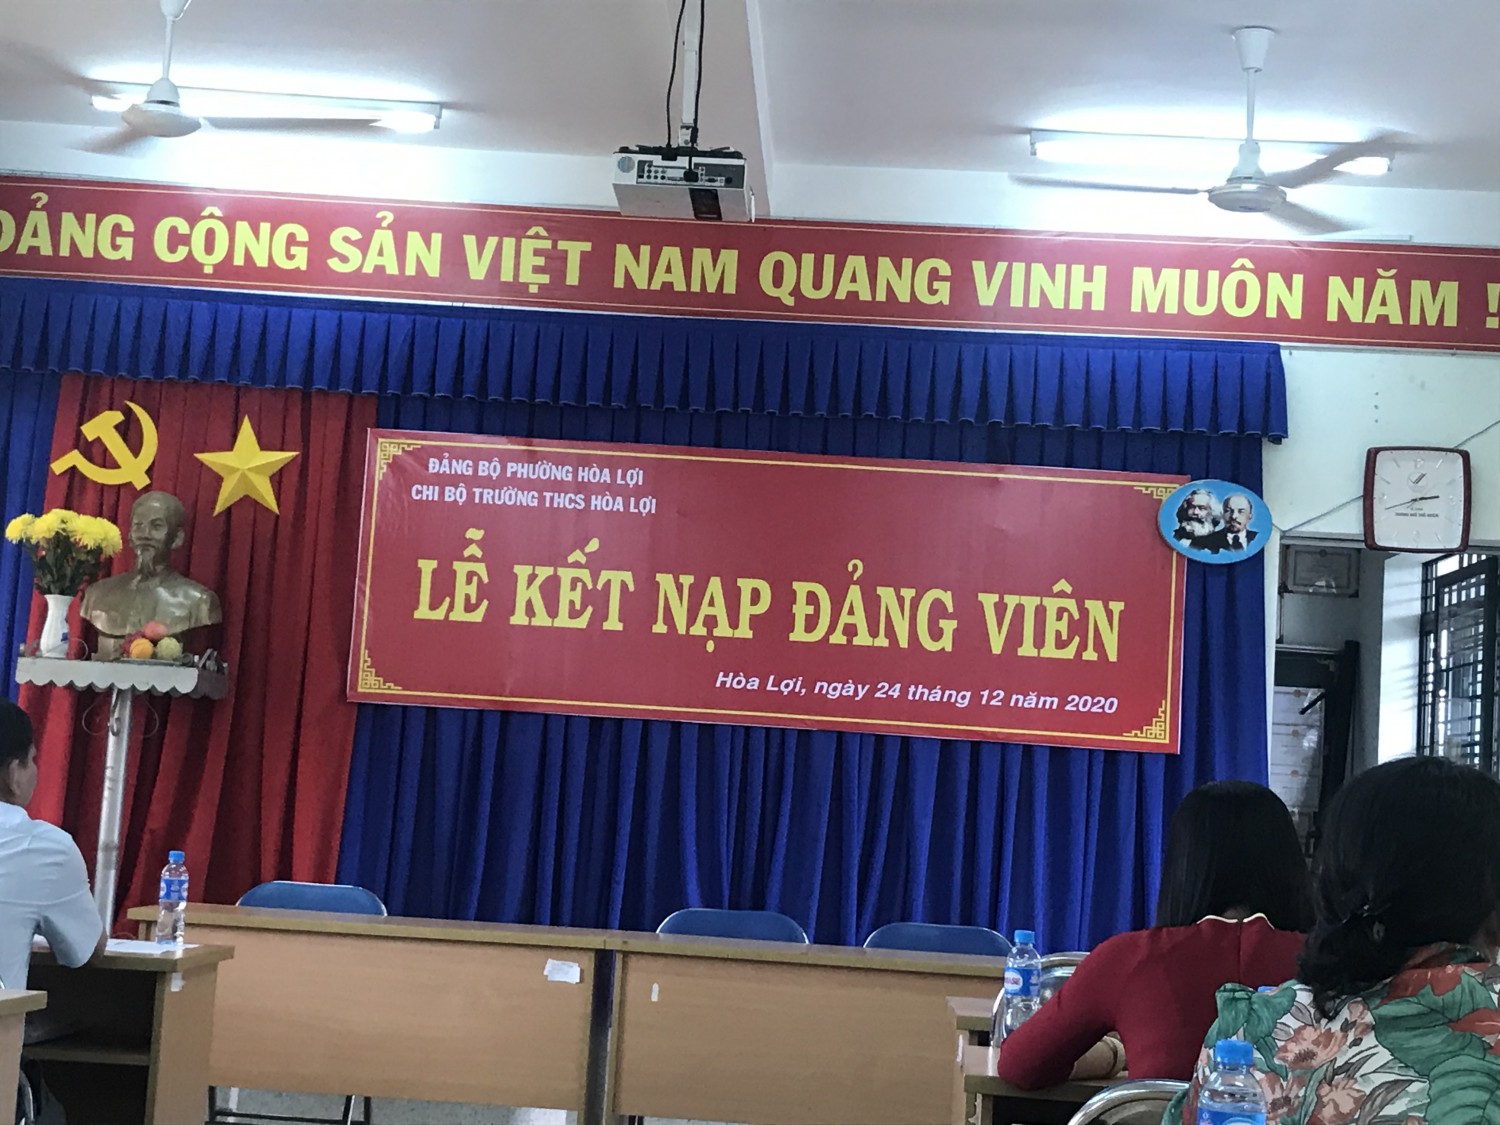 ĐẢNG CỘNG SẢN VIỆT NAM QUANG VINH MUÔN NĂM !
ĐẢNG BỘ PHƯỜNG HÒA LỢI
CHI BỘ TRƯỜNG THCS HÒA LỢI
LỄ KẾT NẠP ĐẢNG VIÊN
Hòa Lợi, ngày 24 tháng 12 năm 2020